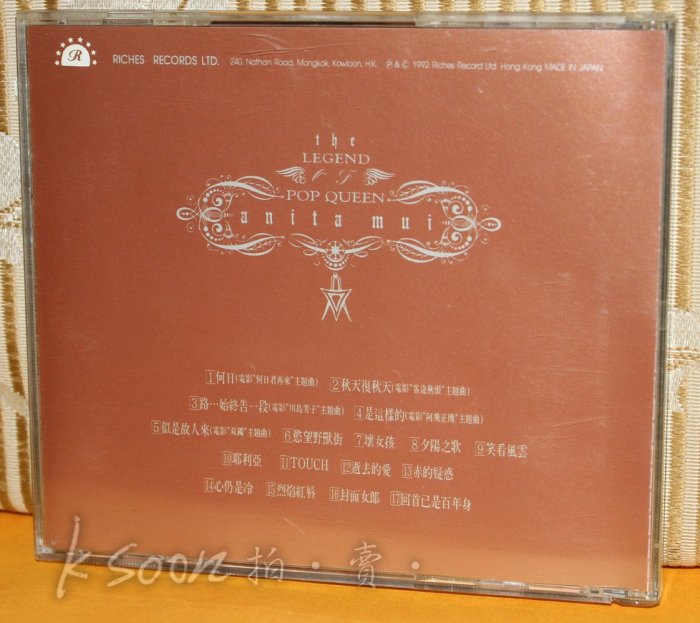 R RICHES RECORDS LTD. 240, Nathan Road, Mongkok, Kowloon, H.K. P & C 1992 Riches Record Ltd. Hong Kong MADE IN JAPAN
the
LEGEND
OF
POP QUEEN
anita mui
1何日(電影"何日君再來"主題曲) 2秋天復秋天(電影"客途秋恨"主題曲)
3路…始終告一段(電影"川島芳子"主題曲) 4是這樣的(電影"阿飛正傳"主題曲)
5似是故人來(電影"双鐲"主題曲) 6慾望野獸街 7壞女孩 8夕陽之歌 9笑看風雲
10耶利亞 11TOUCH 12逝去的愛 13赤的疑惑
14心仍是冷 15烈焰紅唇 16封面女郎 17回首已是百年身
k soon 拍·賣·